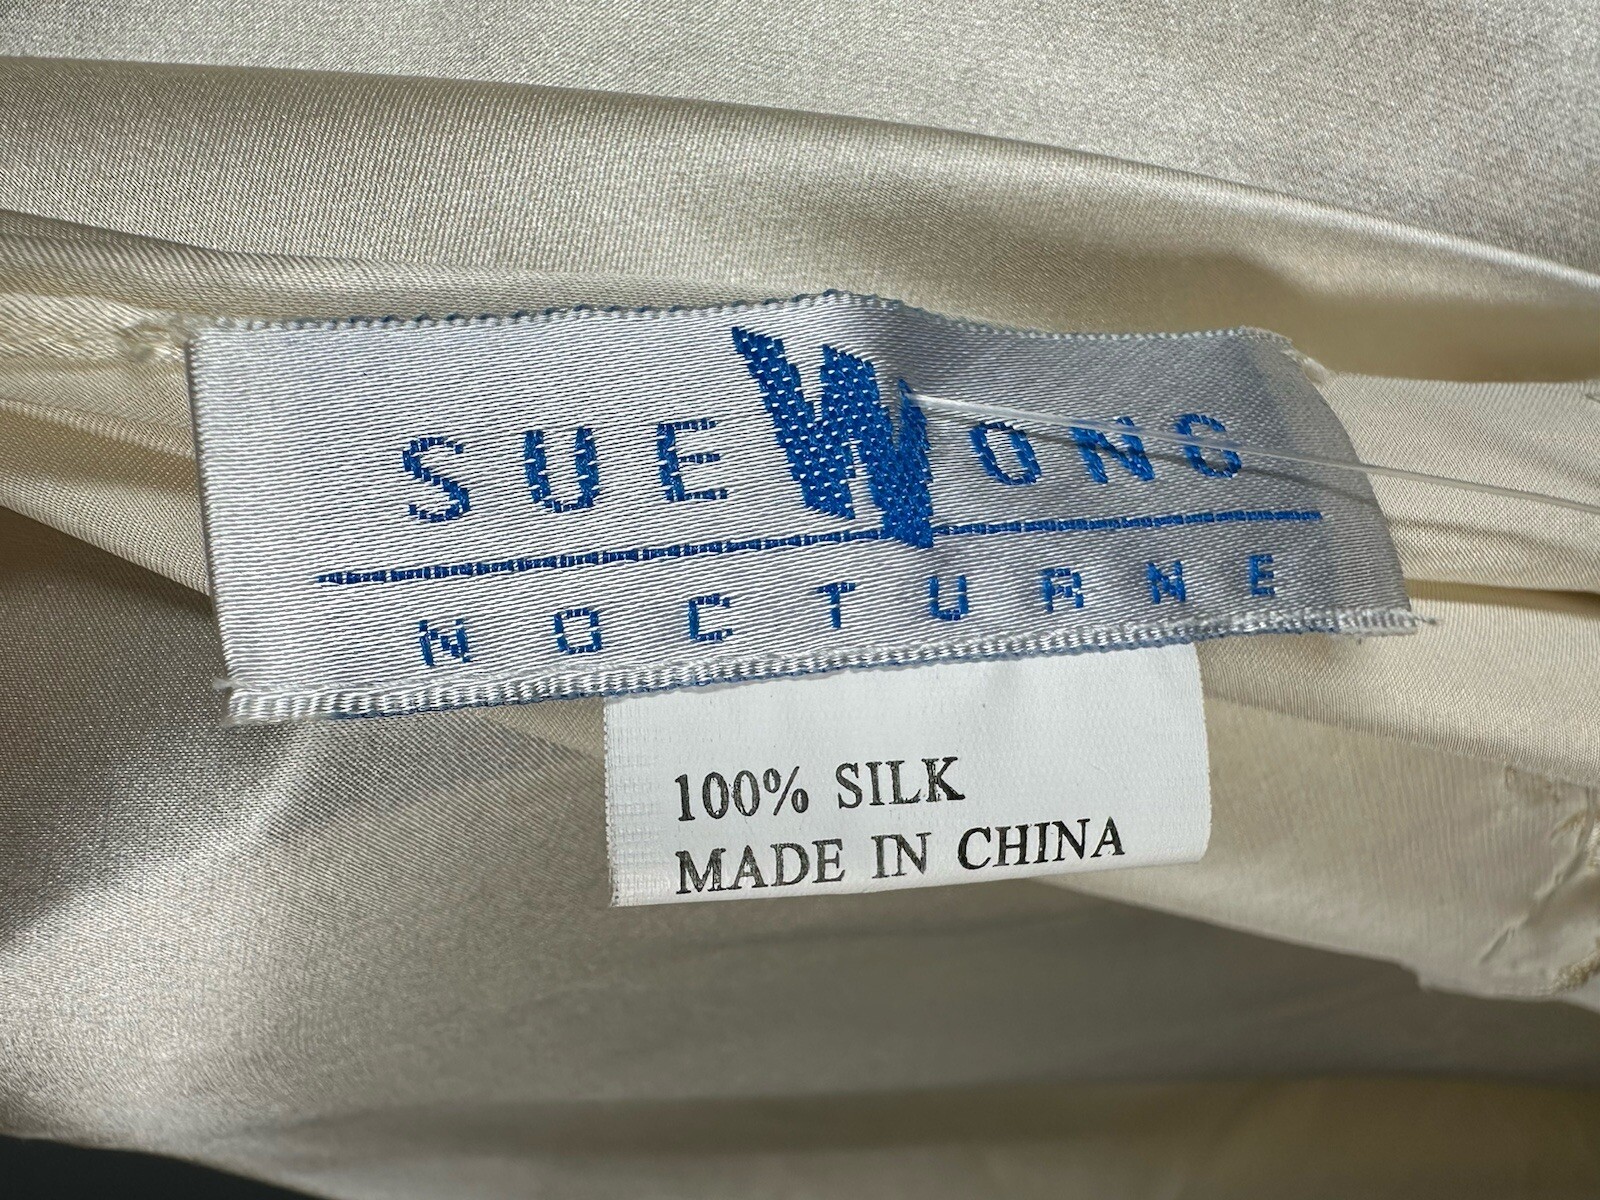 SUE WONG
NOCTURNE
100% SILK
MADE IN CHINA